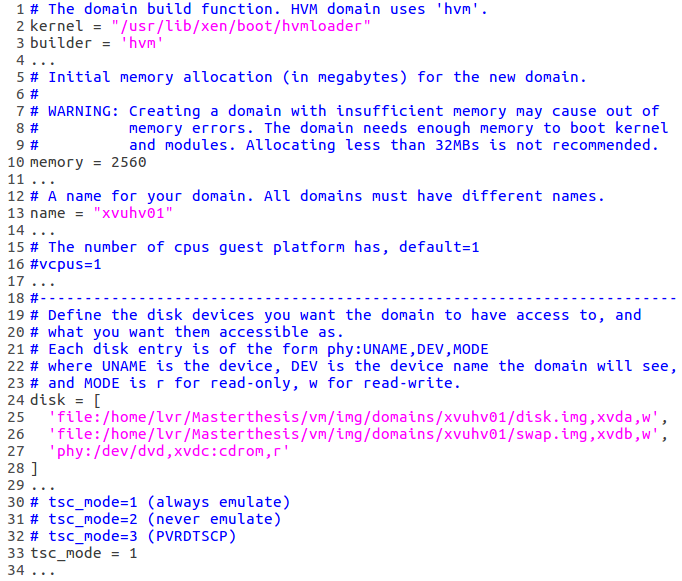 1 # The domain build function. HVM domain uses 'hvm'.
2 kernel = "/usr/lib/xen/boot/hvmloader"
3 builder = 'hvm'
4 ...
5 # Initial memory allocation (in megabytes) for the new domain.
6 #
7 # WARNING: Creating a domain with insufficient memory may cause out of
8 #          memory errors. The domain needs enough memory to boot kernel
9 #          and modules. Allocating less than 32MBs is not recommended.
10 memory = 2560
11 ...
12 # A name for your domain. All domains must have different names.
13 name = "xvuhv01"
14 ...
15 # The number of cpus guest platform has, default=1
16 #vcpus=1
17 ...
18 #-----------------------------------------------------------------------
19 # Define the disk devices you want the domain to have access to, and
20 # what you want them accessible as.
21 # Each disk entry is of the form phy:UNAME,DEV,MODE
22 # where UNAME is the device, DEV is the device name the domain will see,
23 # and MODE is r for read-only, w for read-write.
24 disk = [
25   'file:/home/lvr/Masterthesis/vm/img/domains/xvuhv01/disk.img,xvda,w',
26   'file:/home/lvr/Masterthesis/vm/img/domains/xvuhv01/swap.img,xvdb,w',
27   'phy:/dev/dvd,xvdc:cdrom,r'
28 ]
29 ...
30 # tsc_mode=1 (always emulate)
31 # tsc_mode=2 (never emulate)
32 # tsc_mode=3 (PVRDTSCP)
33 tsc_mode = 1
34 ...